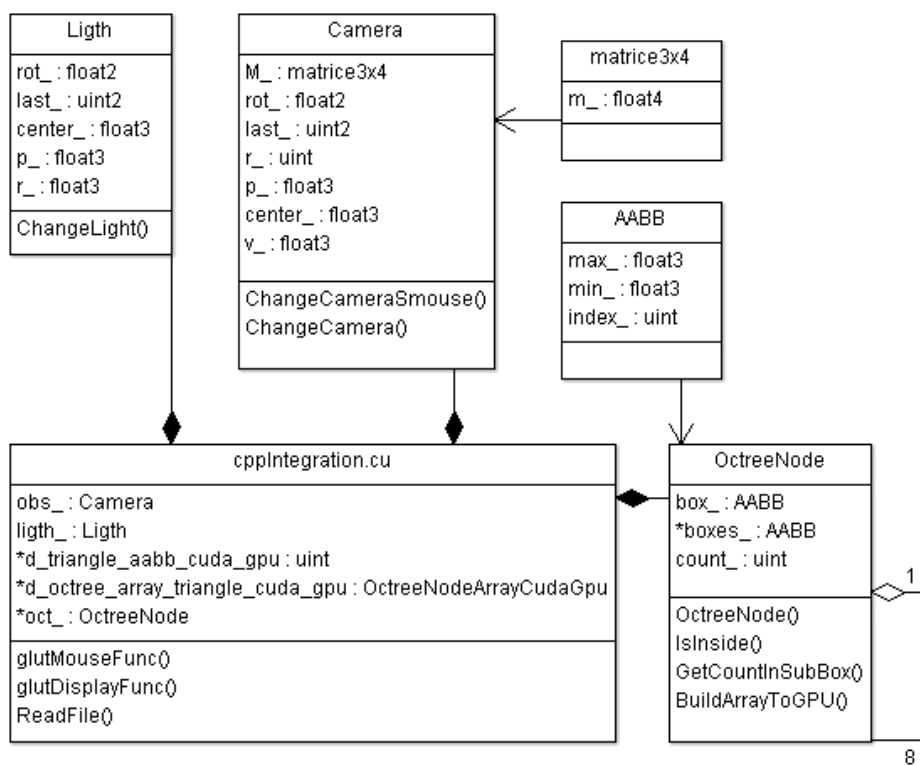 Ligth
rot_ : float2
last_ : uint2
center_ : float3
p_ : float3
r_ : float3
ChangeLight()
Camera
M_ : matrice3x4
rot_ : float2
last_ : uint2
r_ : uint
p_ : float3
center_ : float3
v_ : float3
ChangeCameraSmouse()
ChangeCamera()
matrice3x4
m_ : float4
AABB
max_ : float3
min_ : float3
index_ : uint
cppIntegration.cu
obs_ : Camera
ligth_ : Ligth
*d_triangle_aabb_cuda_gpu : uint
*d_octree_array_triangle_cuda_gpu : OctreeNodeArrayCudaGpu
*oct_ : OctreeNode
glutMouseFunc()
glutDisplayFunc()
ReadFile()
OctreeNode
box_ : AABB
*boxes_ : AABB
count_ : uint
OctreeNode()
IsInside()
GetCountInSubBox()
BuildArrayToGPU()
1
8